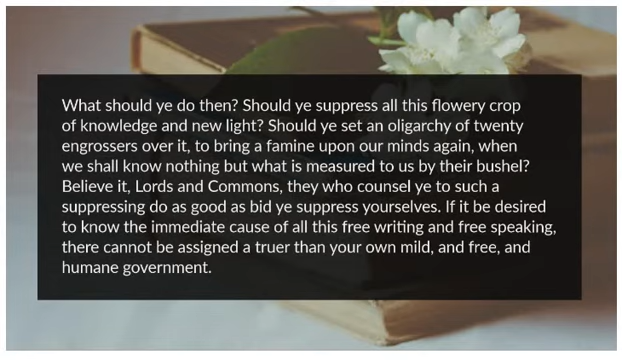 What should ye do then? Should ye suppress all this flowery crop
of knowledge and new light? Should ye set an oligarchy of twenty
engrossers over it, to bring a famine upon our minds again, when
we shall know nothing but what is measured to us by their bushel?
Believe it, Lords and Commons, they who counsel ye to such a
suppressing do as good as bid ye suppress yourselves. If it be desired
to know the immediate cause of all this free writing and free speaking,
there cannot be assigned a truer than your own mild, and free, and
humane government.